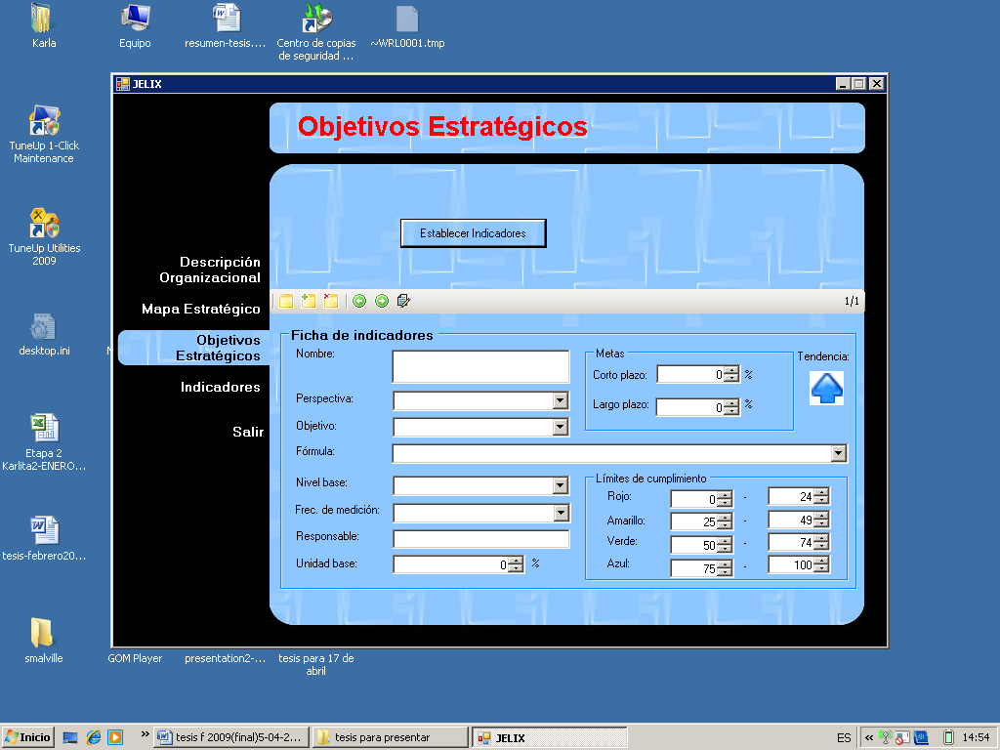 Karla
Equipo
resumen-tesis....
Centro de copias
de seguridad ...
~WRL0001.tmp
TuneUp 1-Click
Maintenance
TuneUp Utilities
2009
desktop.ini
Etapa 2
Karlita2-ENERO...
tesis-febrero20...
smalville
GOM Player
presentation2-...
tesis para 17 de
abril
JELIX
Objetivos Estratégicos
Establecer Indicadores
Descripción
Organizacional
Mapa Estratégico
Objetivos
Estratégicos
Indicadores
Salir
1/1
Ficha de indicadores
Nombre:
Perspectiva:
Objetivo:
Fórmula:
Nivel base:
Frec. de medición:
Responsable:
Unidad base:
0
%
Metas
Corto plazo:
0
%
Largo plazo:
0
%
Tendencia:
Límites de cumplimiento
Rojo:
0
-
24
Amarillo:
25
-
49
Verde:
50
-
74
Azul:
75
-
100
Inicio
»
tesis f 2009(final)5-04-2...
tesis para presentar
JELIX
ES
«
14:54